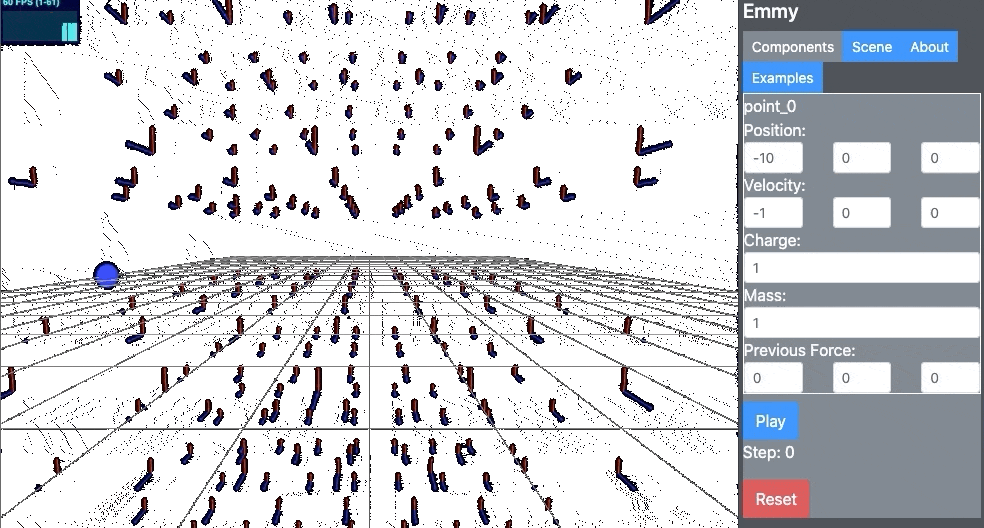 60 FPS (1-61)
Emmy
Components Scene About
Examples
point_0
Position:
-10 0 0
Velocity:
-1 0 0
Charge:
1
Mass:
1
Previous Force:
0 0 0
Play
Step: 0
Reset